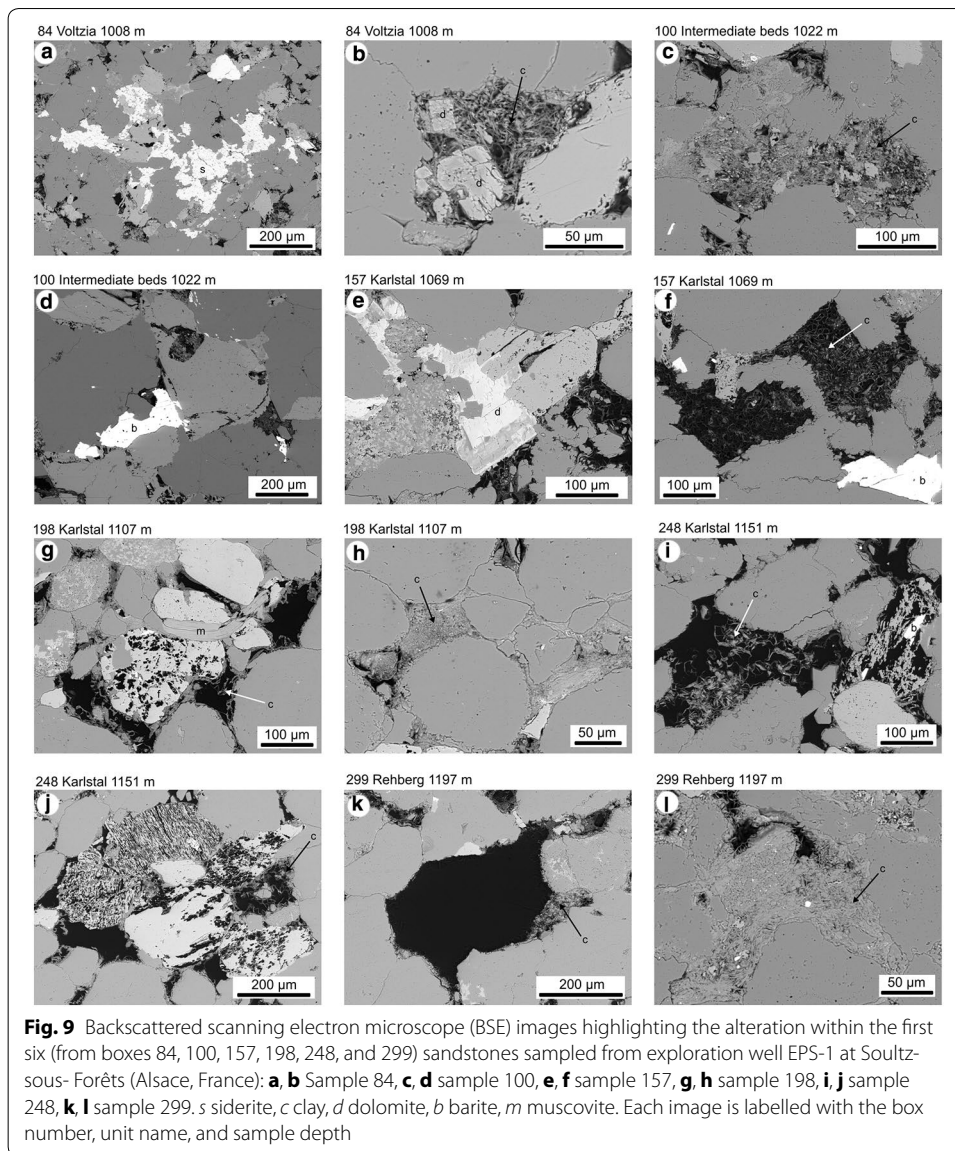 84 Voltzia 1008 m
84 Voltzia 1008 m
100 Intermediate beds 1022 m
a
b
c
c
c
d
d
s
200 µm
50 µm
100 µm
100 Intermediate beds 1022 m
157 Karlstal 1069 m
157 Karlstal 1069 m
d
e
f
c
b
d
b
200 µm
100 µm
100 µm
198 Karlstal 1107 m
198 Karlstal 1107 m
248 Karlstal 1151 m
g
h
i
c
c
b
m
c
100 µm
50 µm
100 µm
248 Karlstal 1151 m
299 Rehberg 1197 m
299 Rehberg 1197 m
j
k
l
c
c
c
200 µm
200 µm
50 µm
Fig. 9 Backscattered scanning electron microscope (BSE) images highlighting the alteration within the first
six (from boxes 84, 100, 157, 198, 248, and 299) sandstones sampled from exploration well EPS-1 at Soultz-
sous- Forêts (Alsace, France): a, b Sample 84, c, d sample 100, e, f sample 157, g, h sample 198, i, j sample
248, k, l sample 299. s siderite, c clay, d dolomite, b barite, m muscovite. Each image is labelled with the box
number, unit name, and sample depth